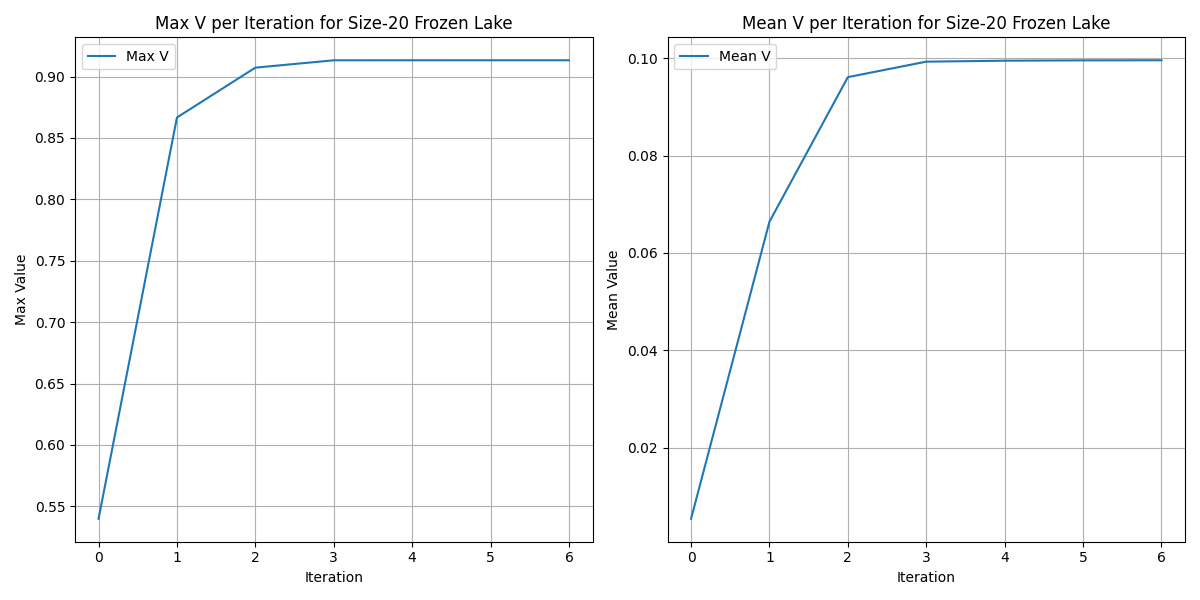 Max V per Iteration for Size-20 Frozen Lake
Max V
0.90
0.85
0.80
0.75
0.70
0.65
0.60
0.55
Max Value
0 1 2 3 4 5 6
Iteration
Mean V per Iteration for Size-20 Frozen Lake
Mean V
0.10
0.08
0.06
0.04
0.02
Mean Value
0 1 2 3 4 5 6
Iteration